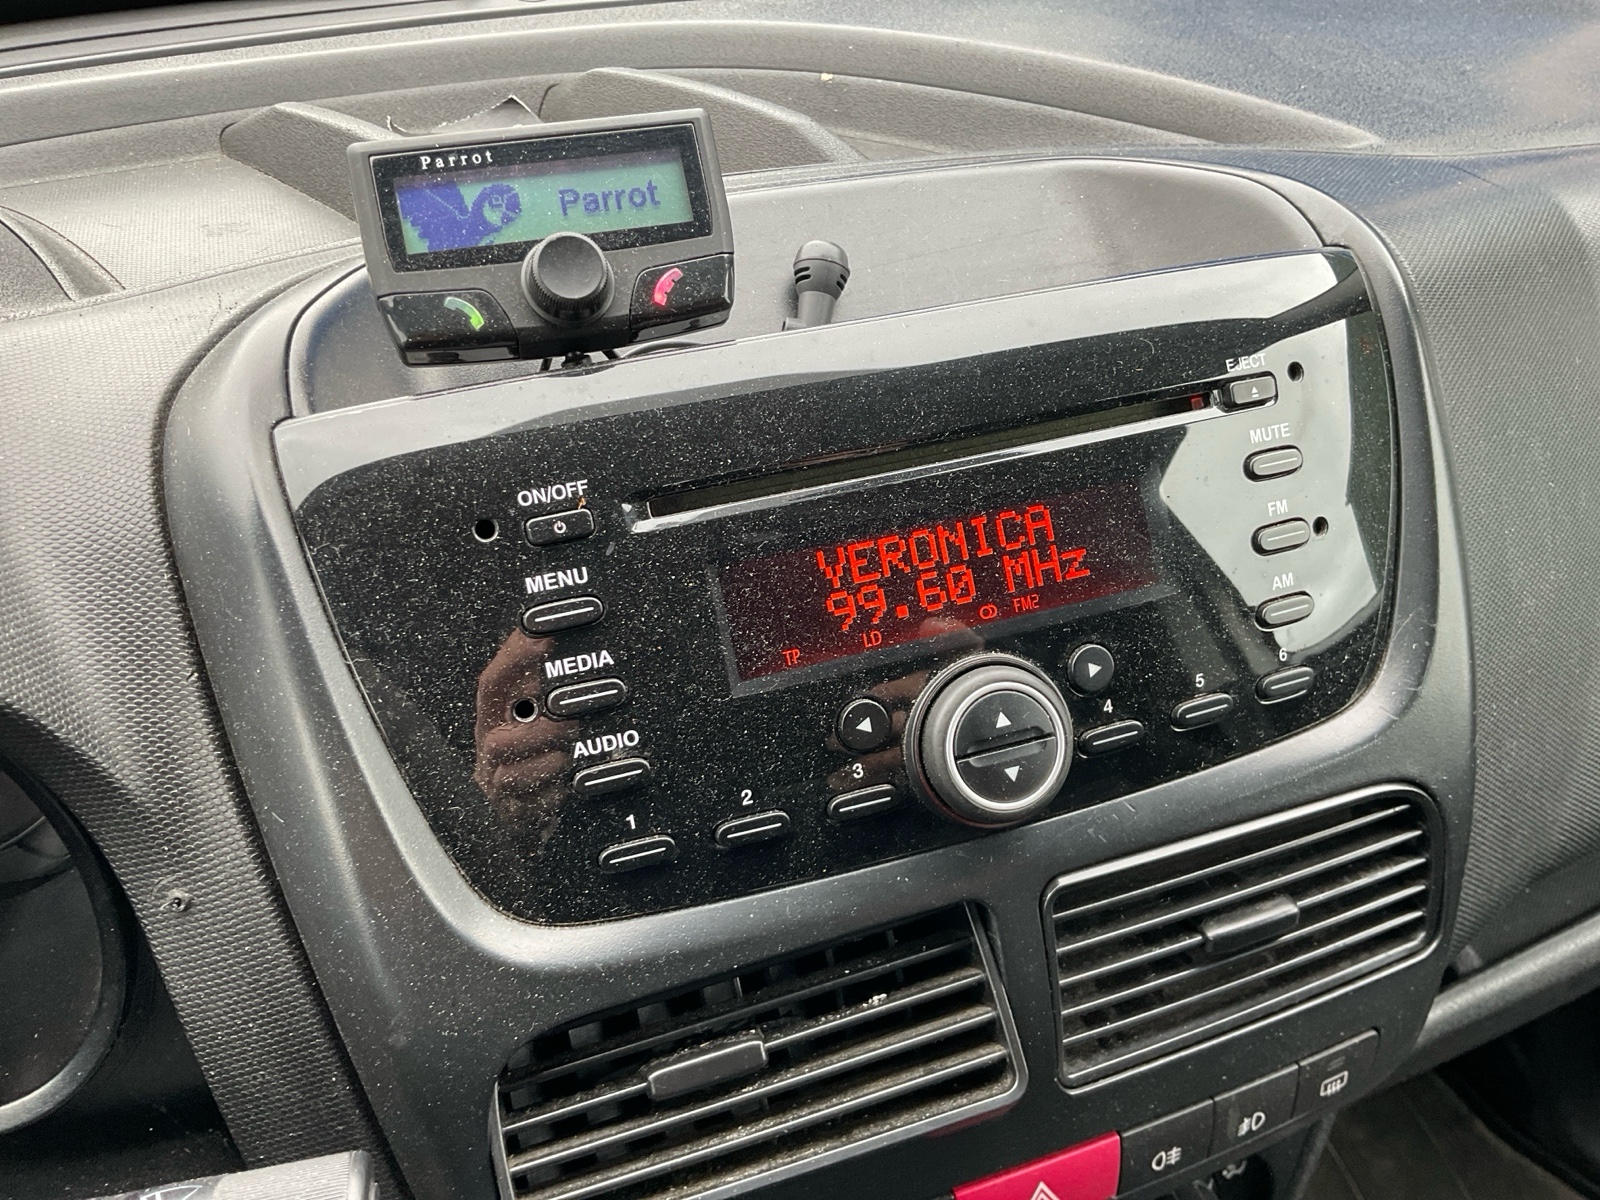 Parrot
Parrot
EJECT
MUTE
ON/OFF
FM
VERONICA
99.60 MHz
MENU
AM
TP LD FM2
MEDIA
6
5
4
AUDIO
3
2
1